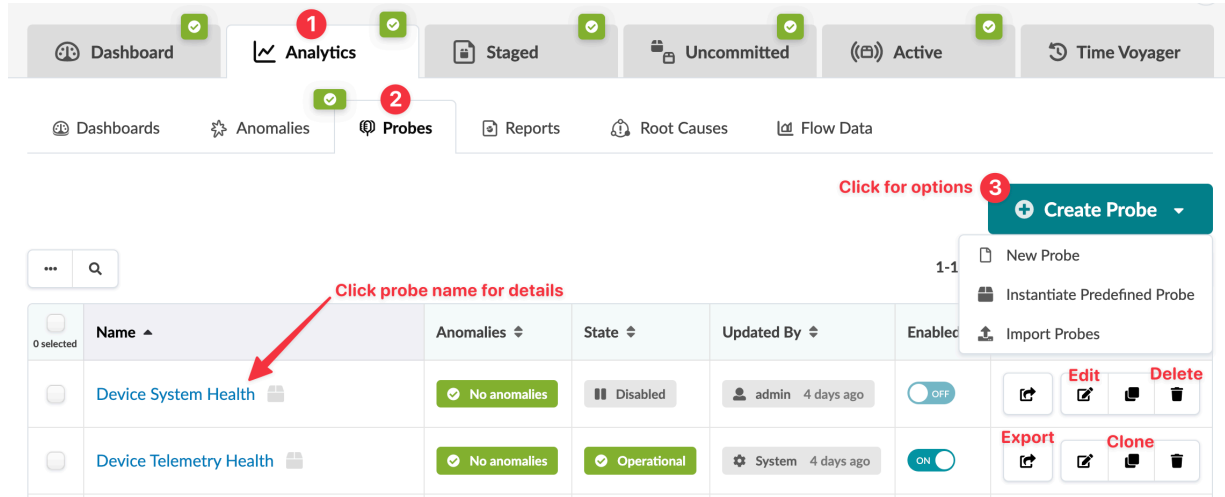 1
Dashboard Analytics Staged Uncommitted Active Time Voyager
2
Dashboards Anomalies Probes Reports Root Causes Flow Data
Click for options 3 Create Probe
New Probe
1-1
Instantiate Predefined Probe
Import Probes
Click probe name for details
0 selected Name Anomalies State Updated By Enabled
Edit Delete
Device System Health No anomalies Disabled admin 4 days ago OFF
Export Clone
Device Telemetry Health No anomalies Operational System 4 days ago ON